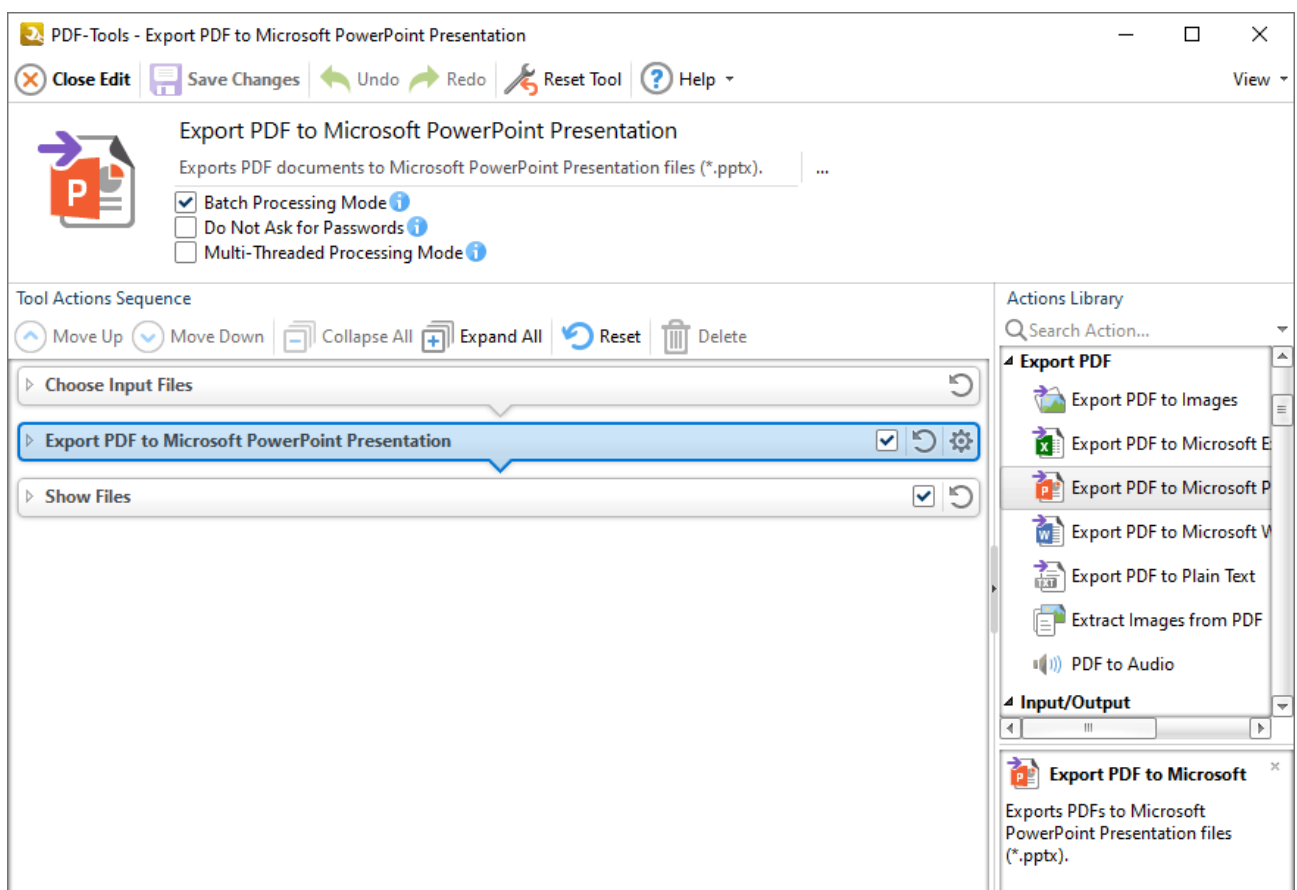 PDF-Tools - Export PDF to Microsoft PowerPoint Presentation
Close Edit Save Changes Undo Redo Reset Tool ? Help View
Export PDF to Microsoft PowerPoint Presentation
Exports PDF documents to Microsoft PowerPoint Presentation files (*.pptx). ...
P
Batch Processing Mode i
Do Not Ask for Passwords i
Multi-Threaded Processing Mode i
Tool Actions Sequence
Move Up Move Down Collapse All Expand All Reset Delete
Choose Input Files
Export PDF to Microsoft PowerPoint Presentation
Show Files
Actions Library
Search Action...
Export PDF
Export PDF to Images
X Export PDF to Microsoft E
P Export PDF to Microsoft P
W Export PDF to Microsoft W
TXT Export PDF to Plain Text
Extract Images from PDF
PDF to Audio
Input/Output
P Export PDF to Microsoft
Exports PDFs to Microsoft
PowerPoint Presentation files
(*.pptx).